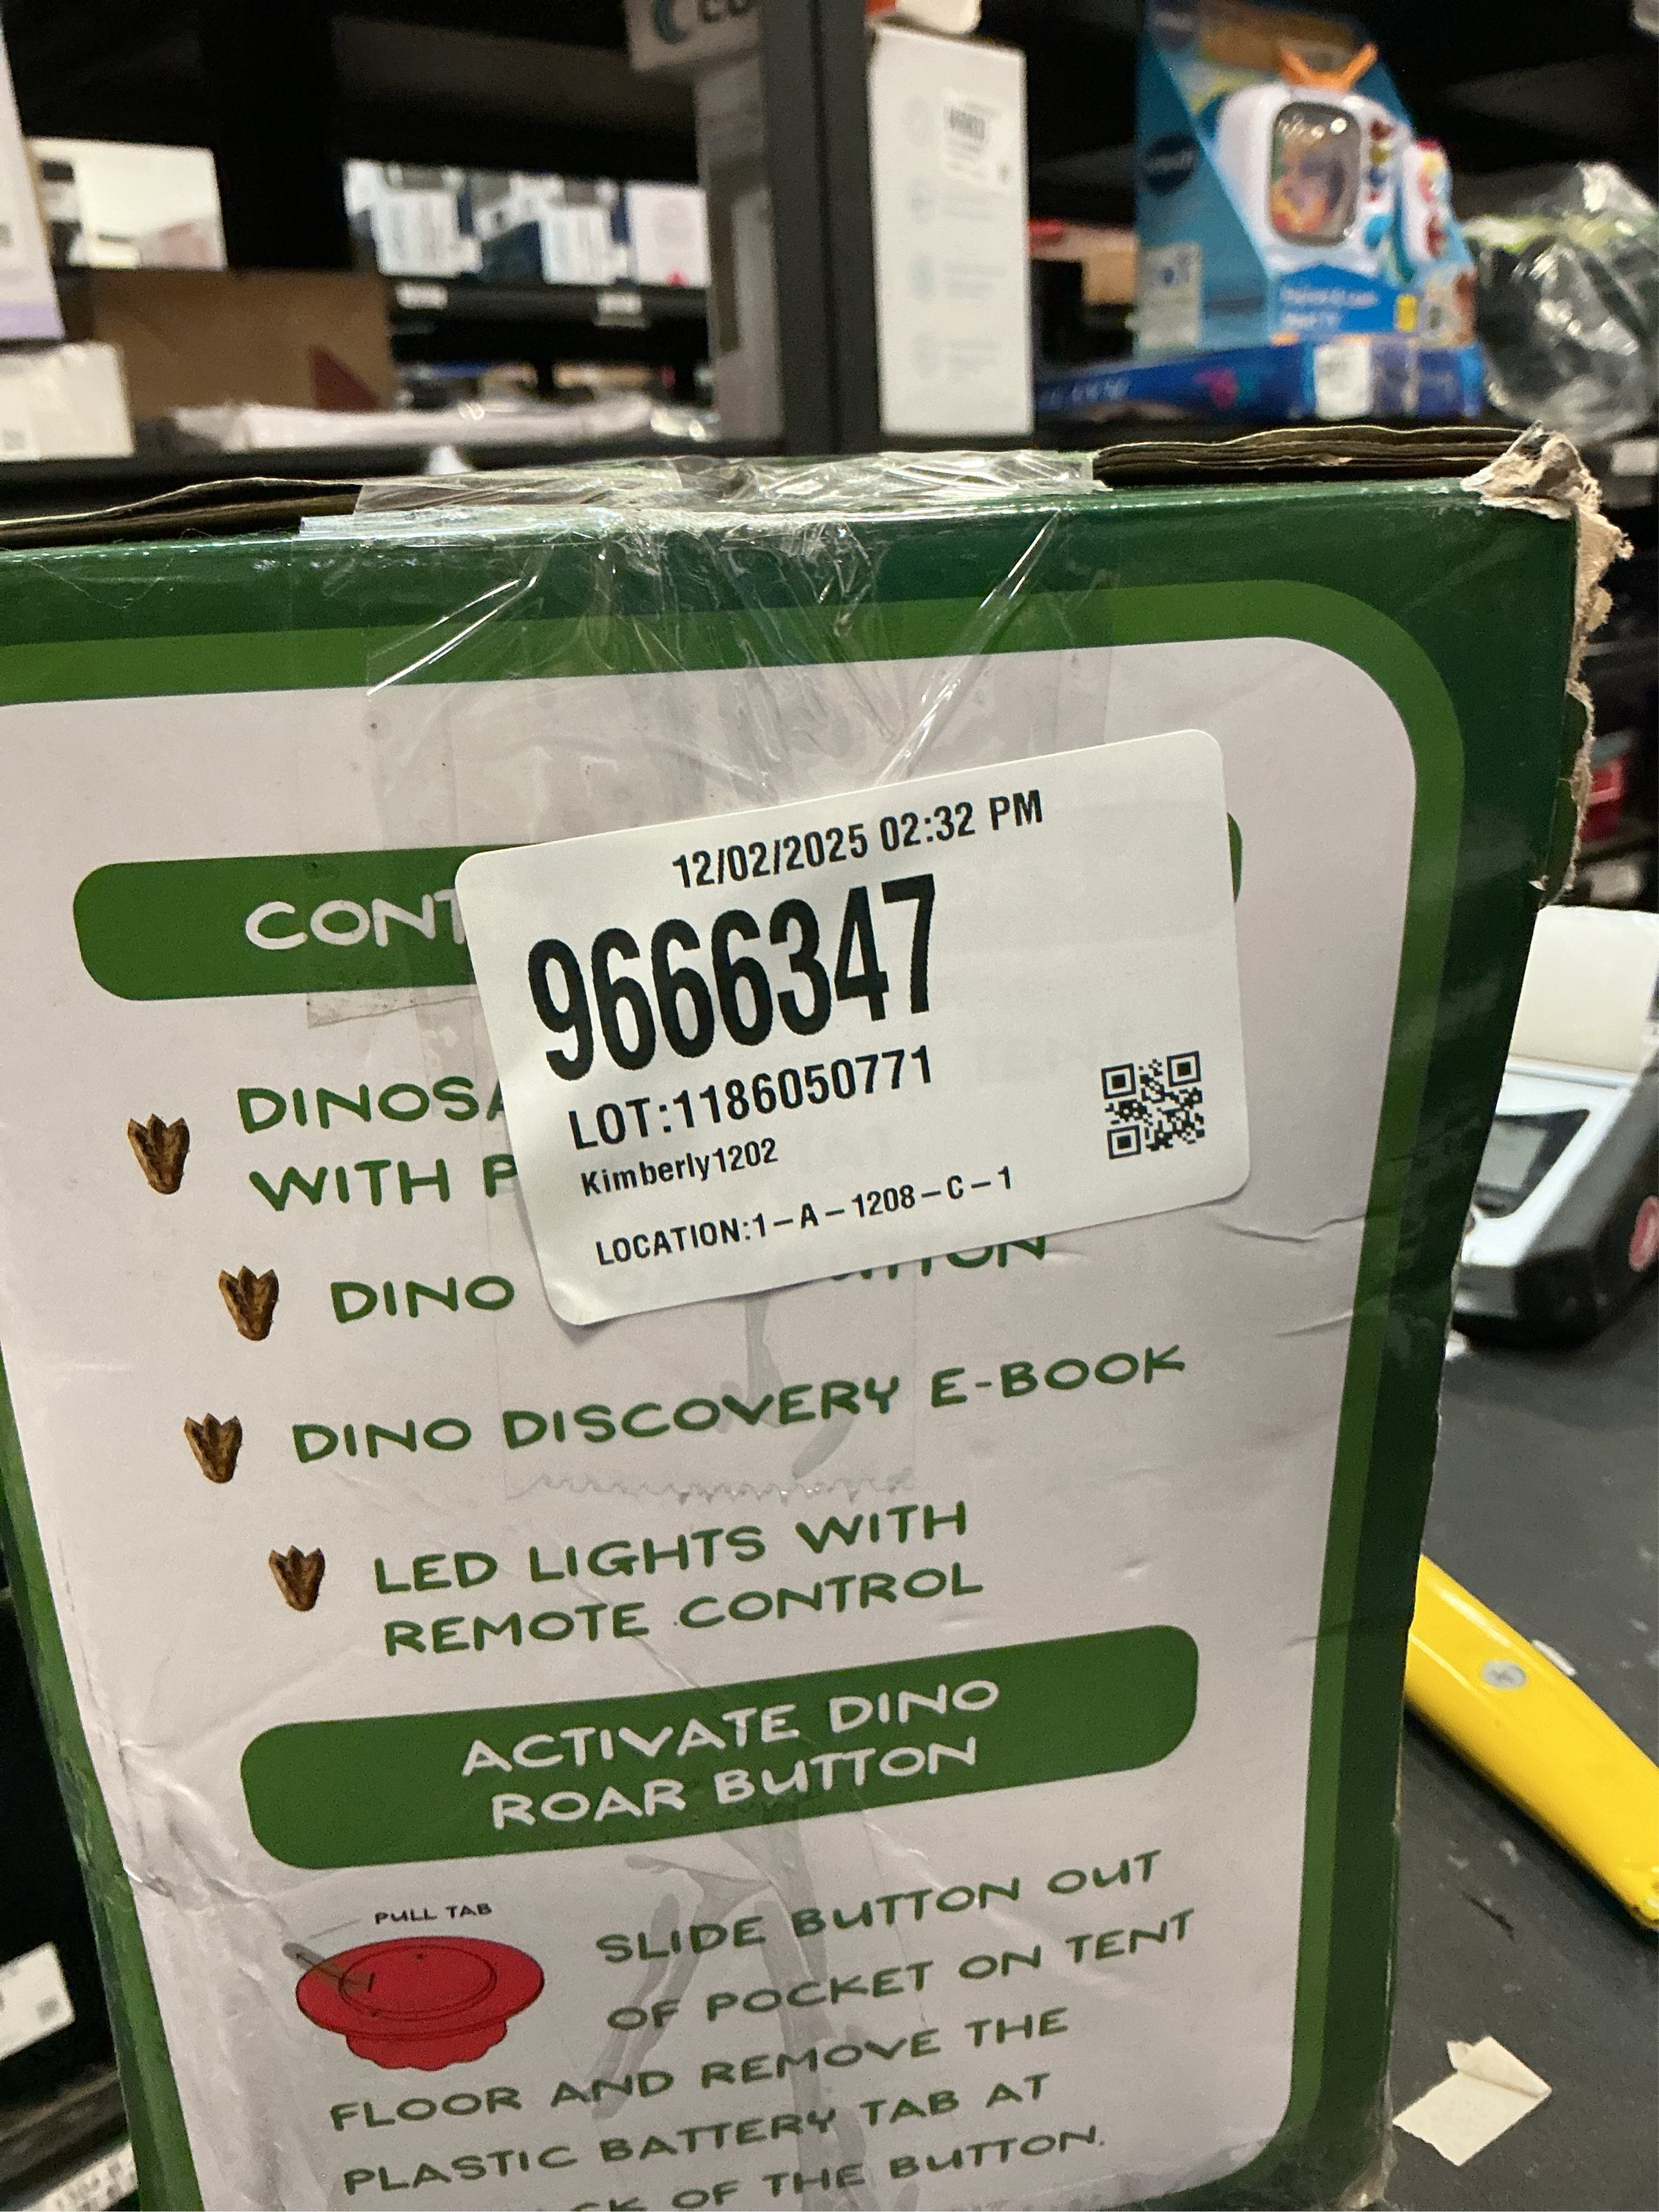 12/02/2025 02:32 PM
9666347
LOT:1186050771
Kimberly1202
LOCATION:1-A-1208-C-1
CONT
DINOSA
WITH P
DINO
DINO DISCOVERY E-BOOK
LED LIGHTS WITH
REMOTE CONTROL
ACTIVATE DINO
ROAR BUTTON
PULL TAB
SLIDE BUTTON OUT
OF POCKET ON TENT
FLOOR AND REMOVE THE
PLASTIC BATTERY TAB AT
OF THE BUTTON.